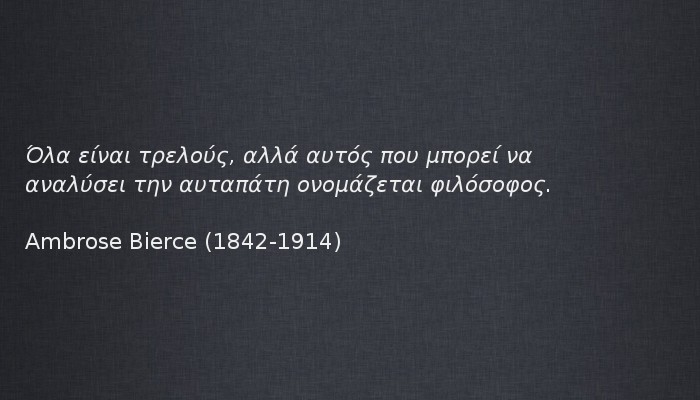 Όλα είναι τρελούς, αλλά αυτός που μπορεί να
αναλύσει την αυταπάτη ονομάζεται φιλόσοφος.
Ambrose Bierce (1842-1914)